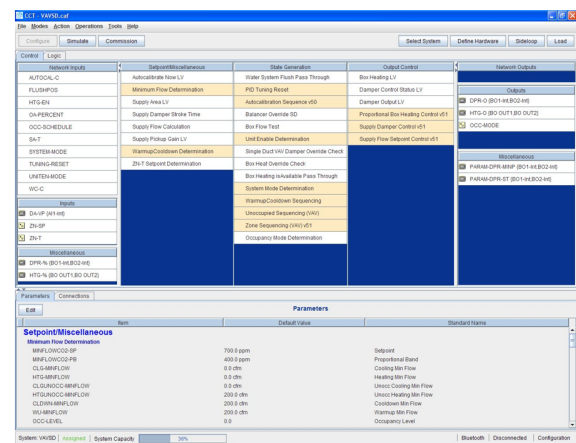 CCT - VAVSD.caf
File Modes Action Operations Tools Help
Configure Simulate Commission Select System Define Hardware Sideloop Load
Control Logic
Network Inputs
AUTOCAL-C
FLUSHPOS
HTG-EN
OA-PERCENT
OCC-SCHEDULE
SA-T
SYSTEM-MODE
TUNING-RESET
UNITEN-MODE
WC-C
Inputs
DA-VP (AI1-Int)
ZN-SP
ZN-T
Miscellaneous
DPR-% (BO1-Int,BO2-Int)
HTG-% (BO OUT1,BO OUT2)
Setpoint/Miscellaneous
Autocalibrate Now LV
Minimum Flow Determination
Supply Area LV
Supply Damper Stroke Time
Supply Flow Calculation
Supply Pickup Gain LV
WarmupCooldown Determination
ZN-T Setpoint Determination
State Generation
Water System Flush Pass Through
PID Tuning Reset
Autocalibration Sequence v50
Balancer Override SD
Box Flow Test
Unit Enable Determination
Single Duct VAV Damper Override Check
Box Heat Override Check
Box Heating isAvailable Pass Through
System Mode Determination
WarmupCooldown Sequencing
Unoccupied Sequencing (VAV)
Zone Sequencing (VAV) v51
Occupancy Mode Determination
Output Control
Box Heating LV
Damper Control Status LV
Damper Output LV
Proportional Box Heating Control v51
Supply Damper Control v51
Supply Flow Setpoint Control v51
Network Outputs
Outputs
DPR-O (BO1-Int,BO2-Int)
HTG-O (BO OUT1,BO OUT2)
OCC-MODE
Miscellaneous
PARAM-DPR-MINP (BO1-Int,BO2-Int)
PARAM-DPR-ST (BO1-Int,BO2-Int)
Parameters Connections
Edit Parameters
Item Default Value Standard Name
Setpoint/Miscellaneous
Minimum Flow Determination
MINFLOWCO2-SP 700.0 ppm Setpoint
MINFLOWCO2-PB 400.0 ppm Proportional Band
CLG-MINFLOW 0.0 cfm Cooling Min Flow
HTG-MINFLOW 0.0 cfm Heating Min Flow
CLGUNOCC-MINFLOW 0.0 cfm Unocc Cooling Min Flow
HTGUNOCC-MINFLOW 200.0 cfm Unocc Heating Min Flow
CLDWN-MINFLOW 200.0 cfm Cooldown Min Flow
WU-MINFLOW 200.0 cfm Warmup Min Flow
OCC-LEVEL 0.0 Occupancy Level
System: VAVSD Assigned System Capacity 36% Bluetooth Disconnected Configuration